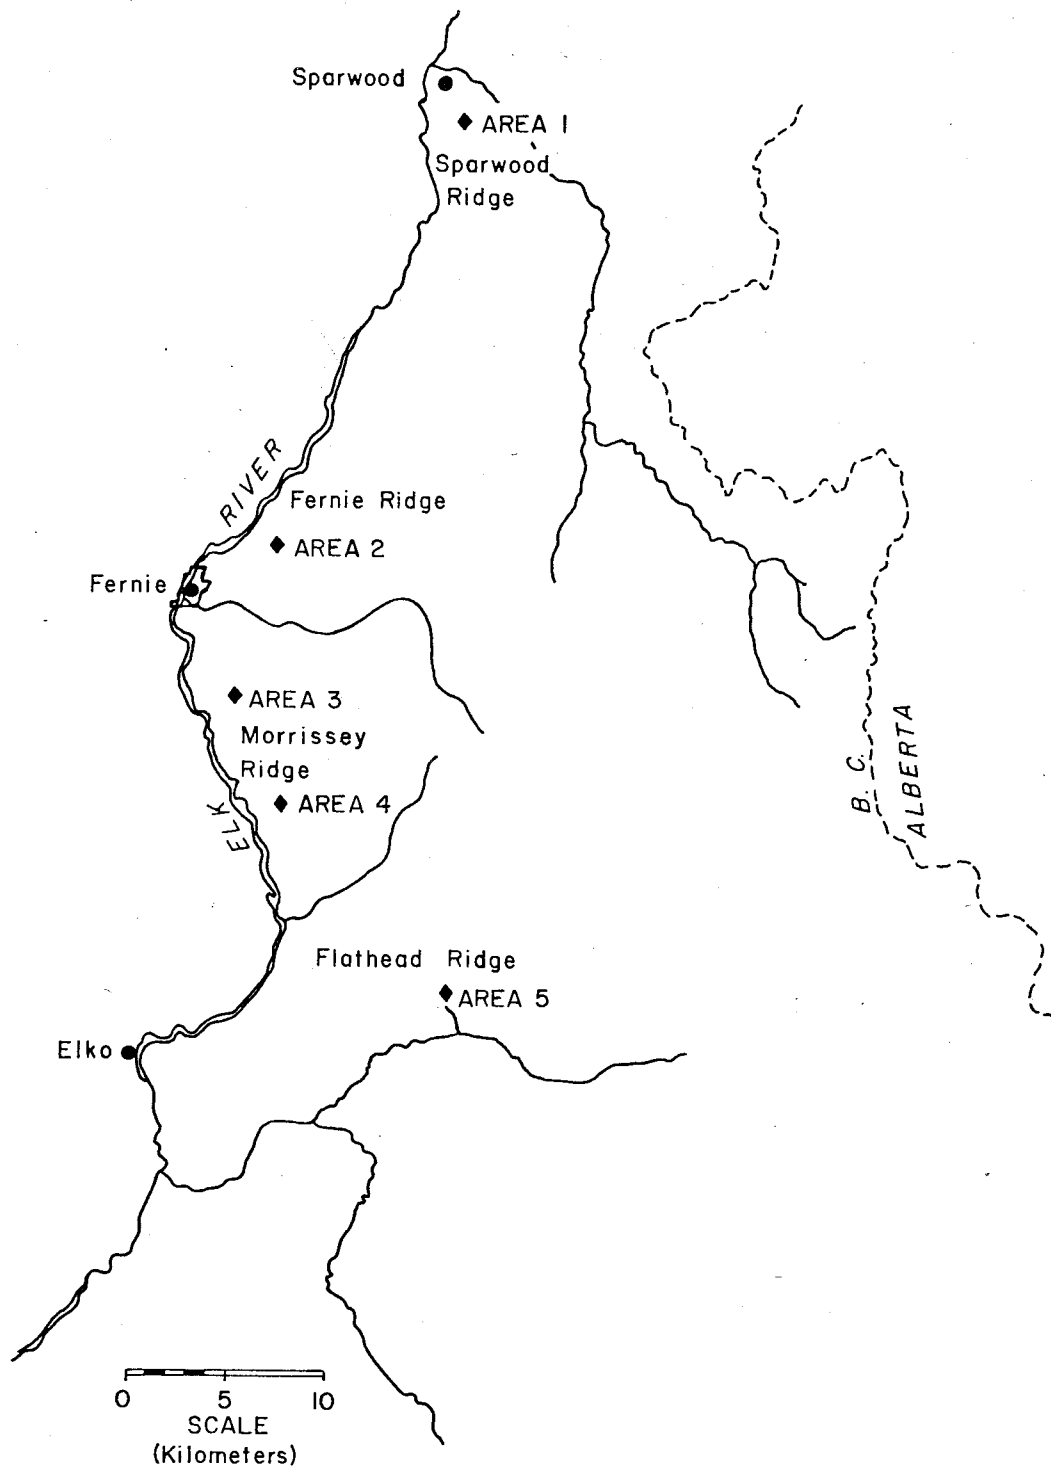 Sparwood
AREA 1
Sparwood
Ridge
RIVER
Fernie Ridge
AREA 2
Fernie
AREA 3
Morrissey
Ridge
AREA 4
ELK
B. C.
ALBERTA
Flathead Ridge
AREA 5
Elko
0 5 10
SCALE
(Kilometers)